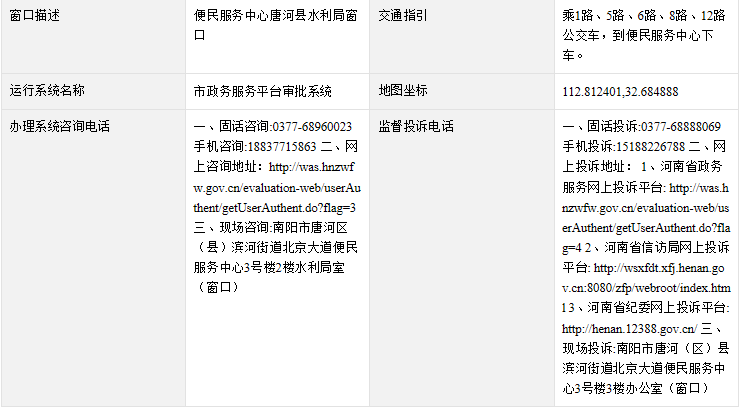 窗口描述
便民服务中心唐河县水利局窗
口
交通指引
乘1路、5路、6路、8路、12路
公交车，到便民服务中心下
车。
运行系统名称
市政务服务平台审批系统
地图坐标
112.812401,32.684888
办理系统咨询电话
一、固话咨询:0377-68960023
手机咨询:18837715863 二、网
上咨询地址：http://was.hnzwf
w.gov.cn/evaluation-web/userAu
thent/getUserAuthent.do?flag=3
三、现场咨询:南阳市唐河区
（县）滨河街道北京大道便民
服务中心3号楼2楼水利局室
（窗口）
监督投诉电话
一、固话投诉:0377-68888069
手机投诉:15188226788 二、网
上投诉地址： 1、河南省政务
服务网上投诉平台: http://was.h
nzwfw.gov.cn/evaluation-web/us
erAuthent/getUserAuthent.do?fl
ag=4 2、河南省信访局网上投诉
平台: http://wsxfdt.xfj.henan.go
v.cn:8080/zfp/webroot/index.htm
l 3、河南省纪委网上投诉平台:
http://henan.12388.gov.cn/ 三、
现场投诉:南阳市唐河（区）县
滨河街道北京大道便民服务中
心3号楼3楼办公室（窗口）